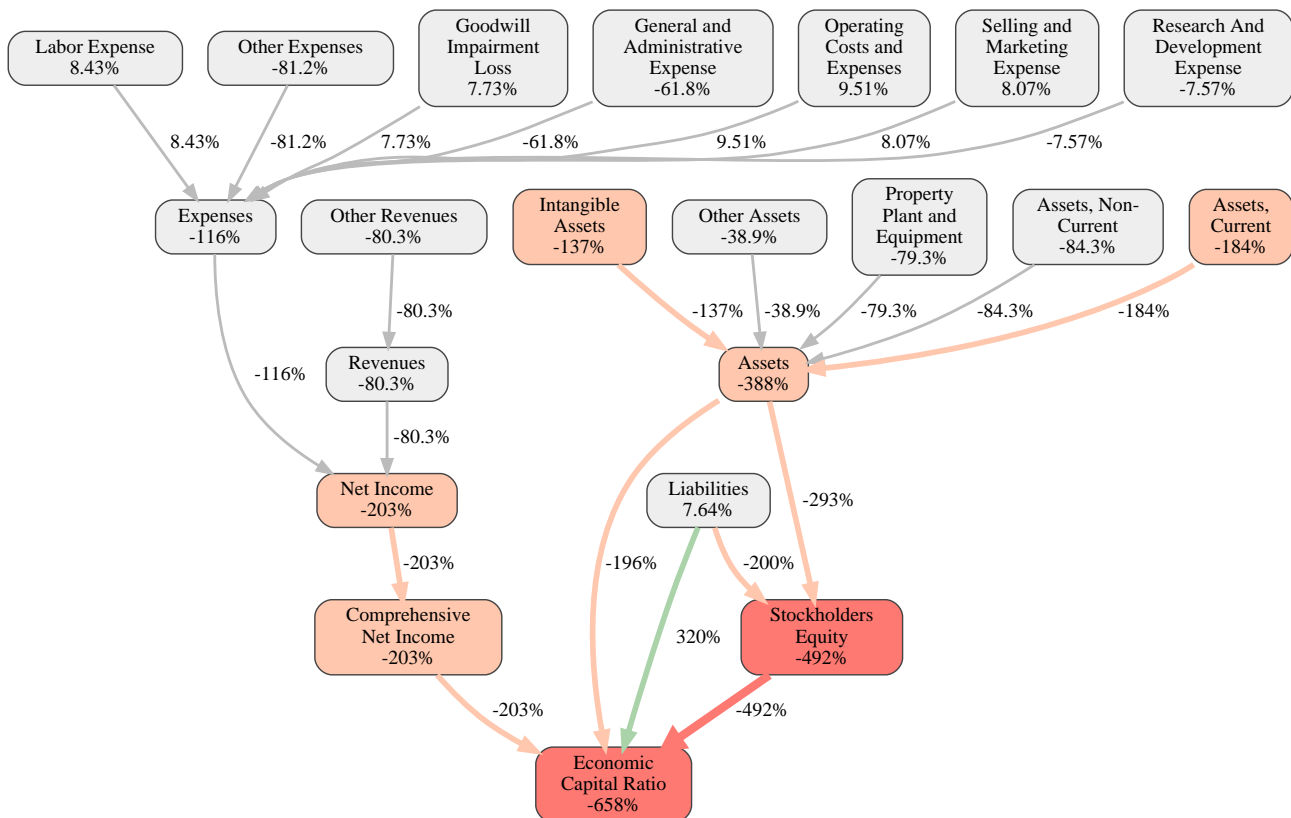 Labor Expense
8.43%
Other Expenses
-81.2%
Goodwill
Impairment
Loss
7.73%
General and
Administrative
Expense
-61.8%
Operating
Costs and
Expenses
9.51%
Selling and
Marketing
Expense
8.07%
Research And
Development
Expense
-7.57%
8.43%
-81.2%
7.73%
-61.8%
9.51%
8.07%
-7.57%
Expenses
-116%
Other Revenues
-80.3%
Intangible
Assets
-137%
Other Assets
-38.9%
Property
Plant and
Equipment
-79.3%
Assets, Non-
Current
-84.3%
Assets,
Current
-184%
-80.3%
-137%
-38.9%
-79.3%
-84.3%
-184%
-116%
Revenues
-80.3%
Assets
-388%
-80.3%
Net Income
-203%
Liabilities
7.64%
-293%
-203%
-196%
-200%
Comprehensive
Net Income
-203%
320%
Stockholders
Equity
-492%
-203%
-492%
Economic
Capital Ratio
-658%